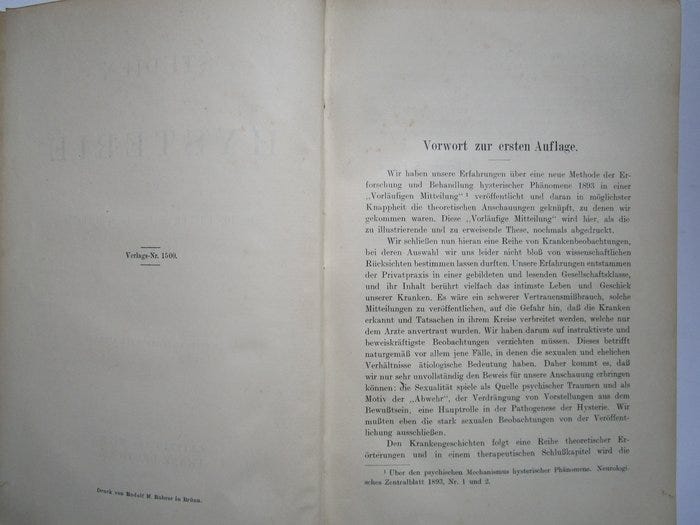 STUDIEN
HYSTERIE
Verlags-Nr. 1500.
Druck von Rudolf M. Rohrer in Brünn.
Vorwort zur ersten Auflage.
Wir haben unsere Erfahrungen über eine neue Methode der Er-
forschung und Behandlung hysterischer Phänomene 1893 in einer
„Vorläufigen Mitteilung“ ¹ veröffentlicht und daran in möglichster
Knappheit die theoretischen Anschauungen geknüpft, zu denen wir
gekommen waren. Diese „Vorläufige Mitteilung“ wird hier, als die
zu illustrierende und zu erweisende These, nochmals abgedruckt.
Wir schließen nun hieran eine Reihe von Krankenbeobachtungen,
bei deren Auswahl wir uns leider nicht bloß von wissenschaftlichen
Rücksichten bestimmen lassen durften. Unsere Erfahrungen entstammen
der Privatpraxis in einer gebildeten und lesenden Gesellschaftsklasse,
und ihr Inhalt berührt vielfach das intimste Leben und Geschick
unserer Kranken. Es wäre ein schwerer Vertrauensmißbrauch, solche
Mitteilungen zu veröffentlichen, auf die Gefahr hin, daß die Kranken
erkannt und Tatsachen in ihrem Kreise verbreitet werden, welche nur
dem Arzte anvertraut wurden. Wir haben darum auf instruktivste und
beweiskräftigste Beobachtungen verzichten müssen. Dieses betrifft
naturgemäß vor allem jene Fälle, in denen die sexualen und ehelichen
Verhältnisse ätiologische Bedeutung haben. Daher kommt es, daß
wir nur sehr unvollständig den Beweis für unsere Anschauung erbringen
können: die Sexualität spiele als Quelle psychischer Traumen und als
Motiv der „Abwehr“, der Verdrängung von Vorstellungen aus dem
Bewußtsein, eine Hauptrolle in der Pathogenese der Hysterie. Wir
mußten eben die stark sexualen Beobachtungen von der Veröffent-
lichung ausschließen.
Den Krankengeschichten folgt eine Reihe theoretischer Er-
örterungen und in einem therapeutischen Schlußkapitel wird die
¹ Über den psychischen Mechanismus hysterischer Phänomene. Neurologi-
sches Zentralblatt 1893, Nr. 1 und 2.